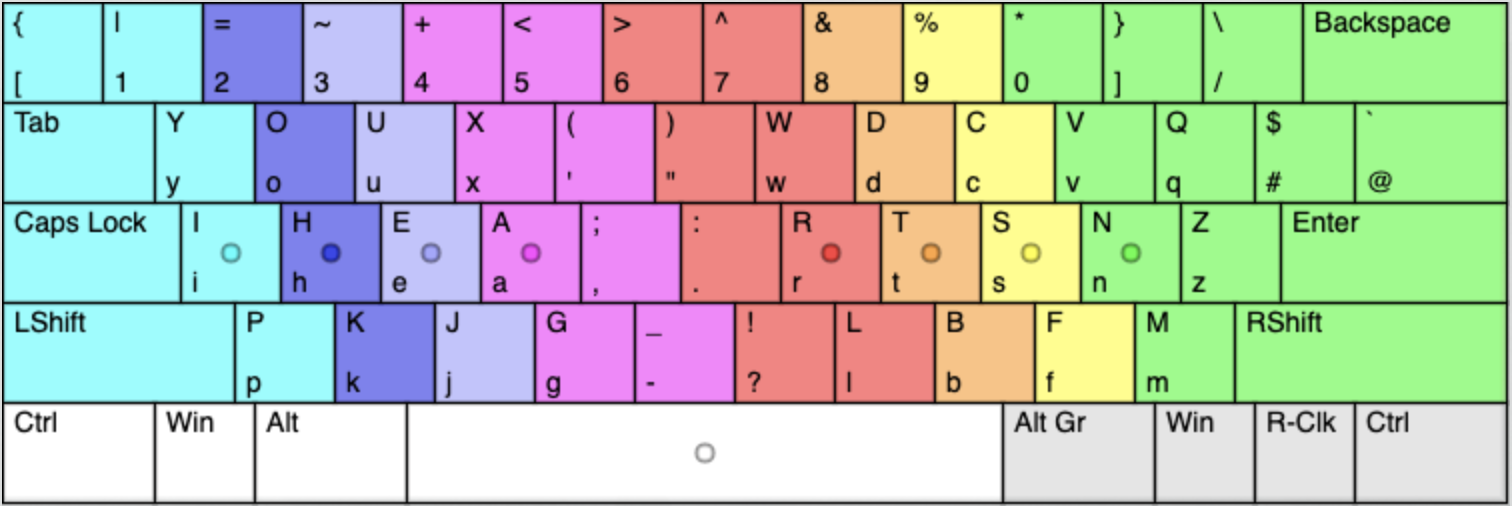 { | = ~ + < > ^ & % * } \ Backspace
[ 1 2 3 4 5 6 7 8 9 0 ] /
Tab Y O U X ( ) W D C V Q $ `
y o u x ' " w d c v q # @
Caps Lock I H E A ; : R T S N Z Enter
i h e a , . r t s n z
LShift P K J G _ ! L B F M RShift
p k j g - ? l b f m
Ctrl Win Alt Alt Gr Win R-Clk Ctrl